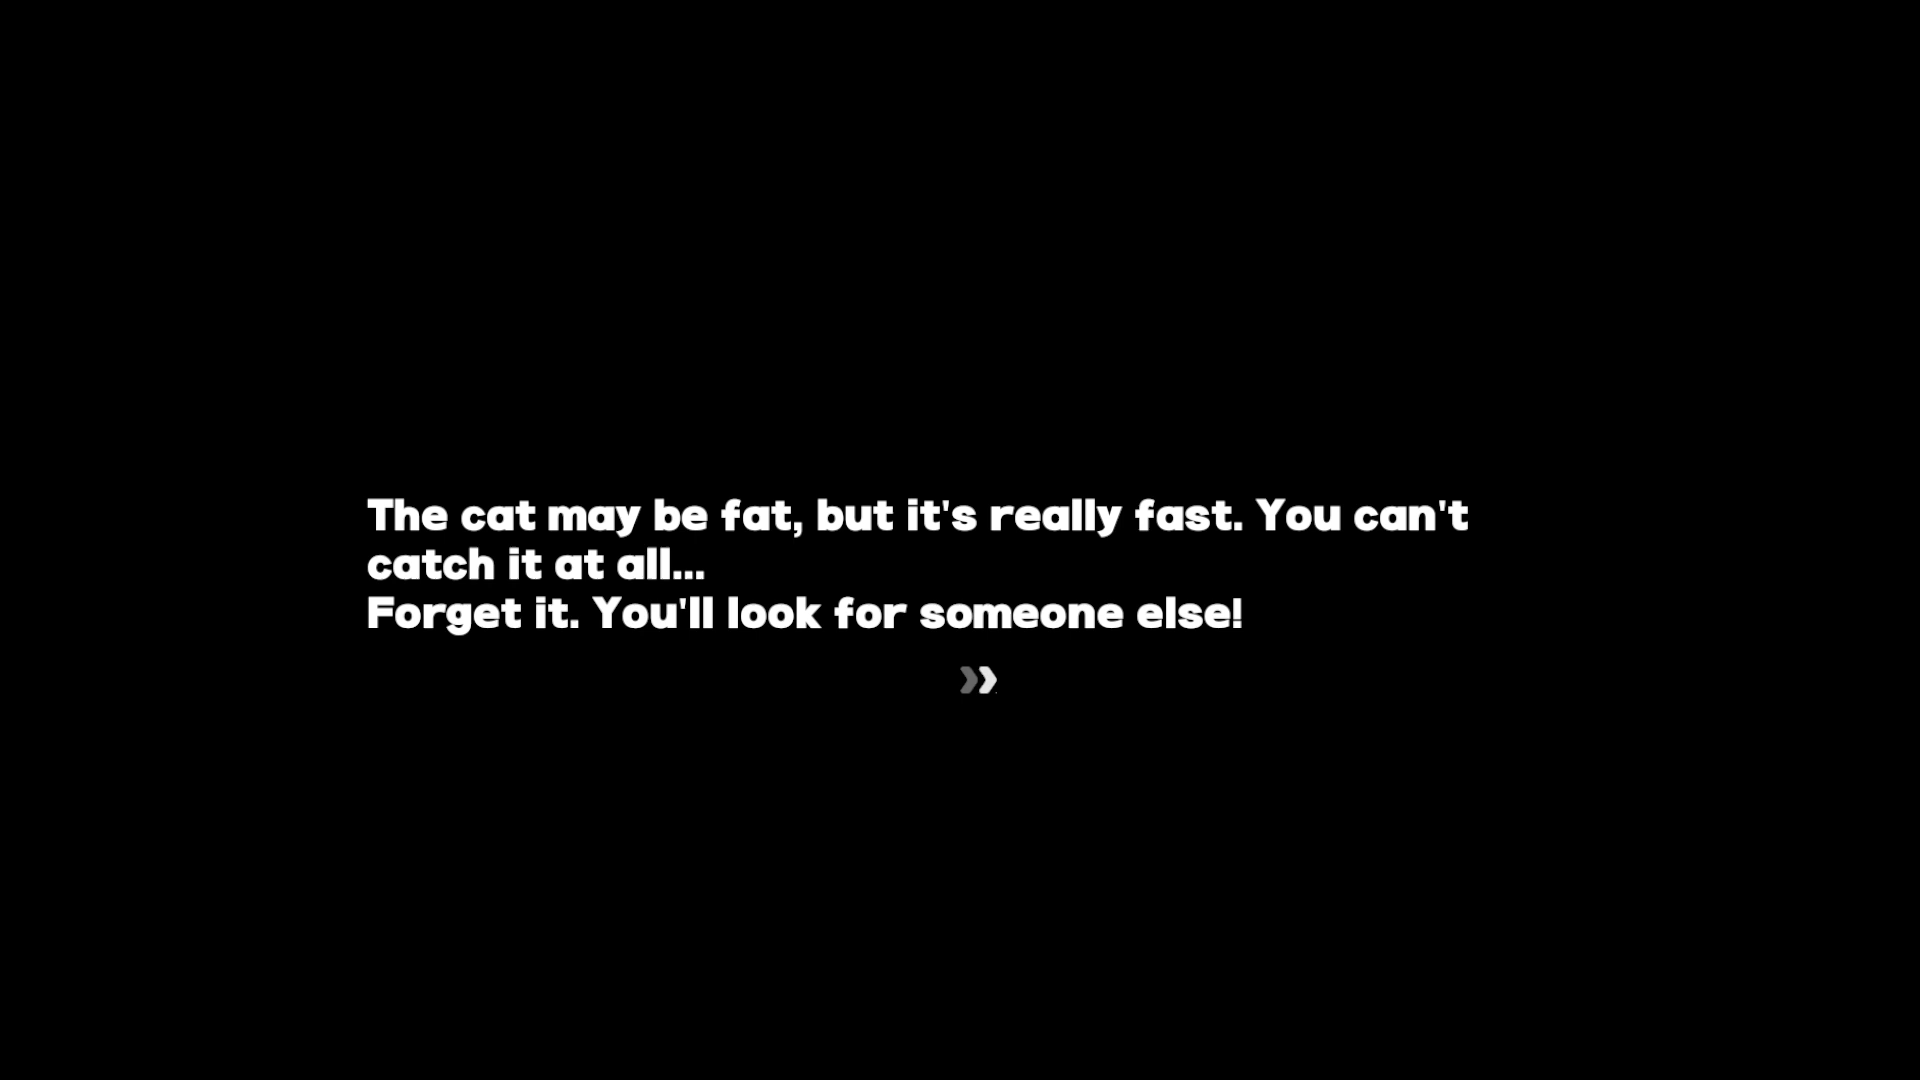 The cat may be fat, but it's really fast. You can't
catch it at all...
Forget it. You'll look for someone else!